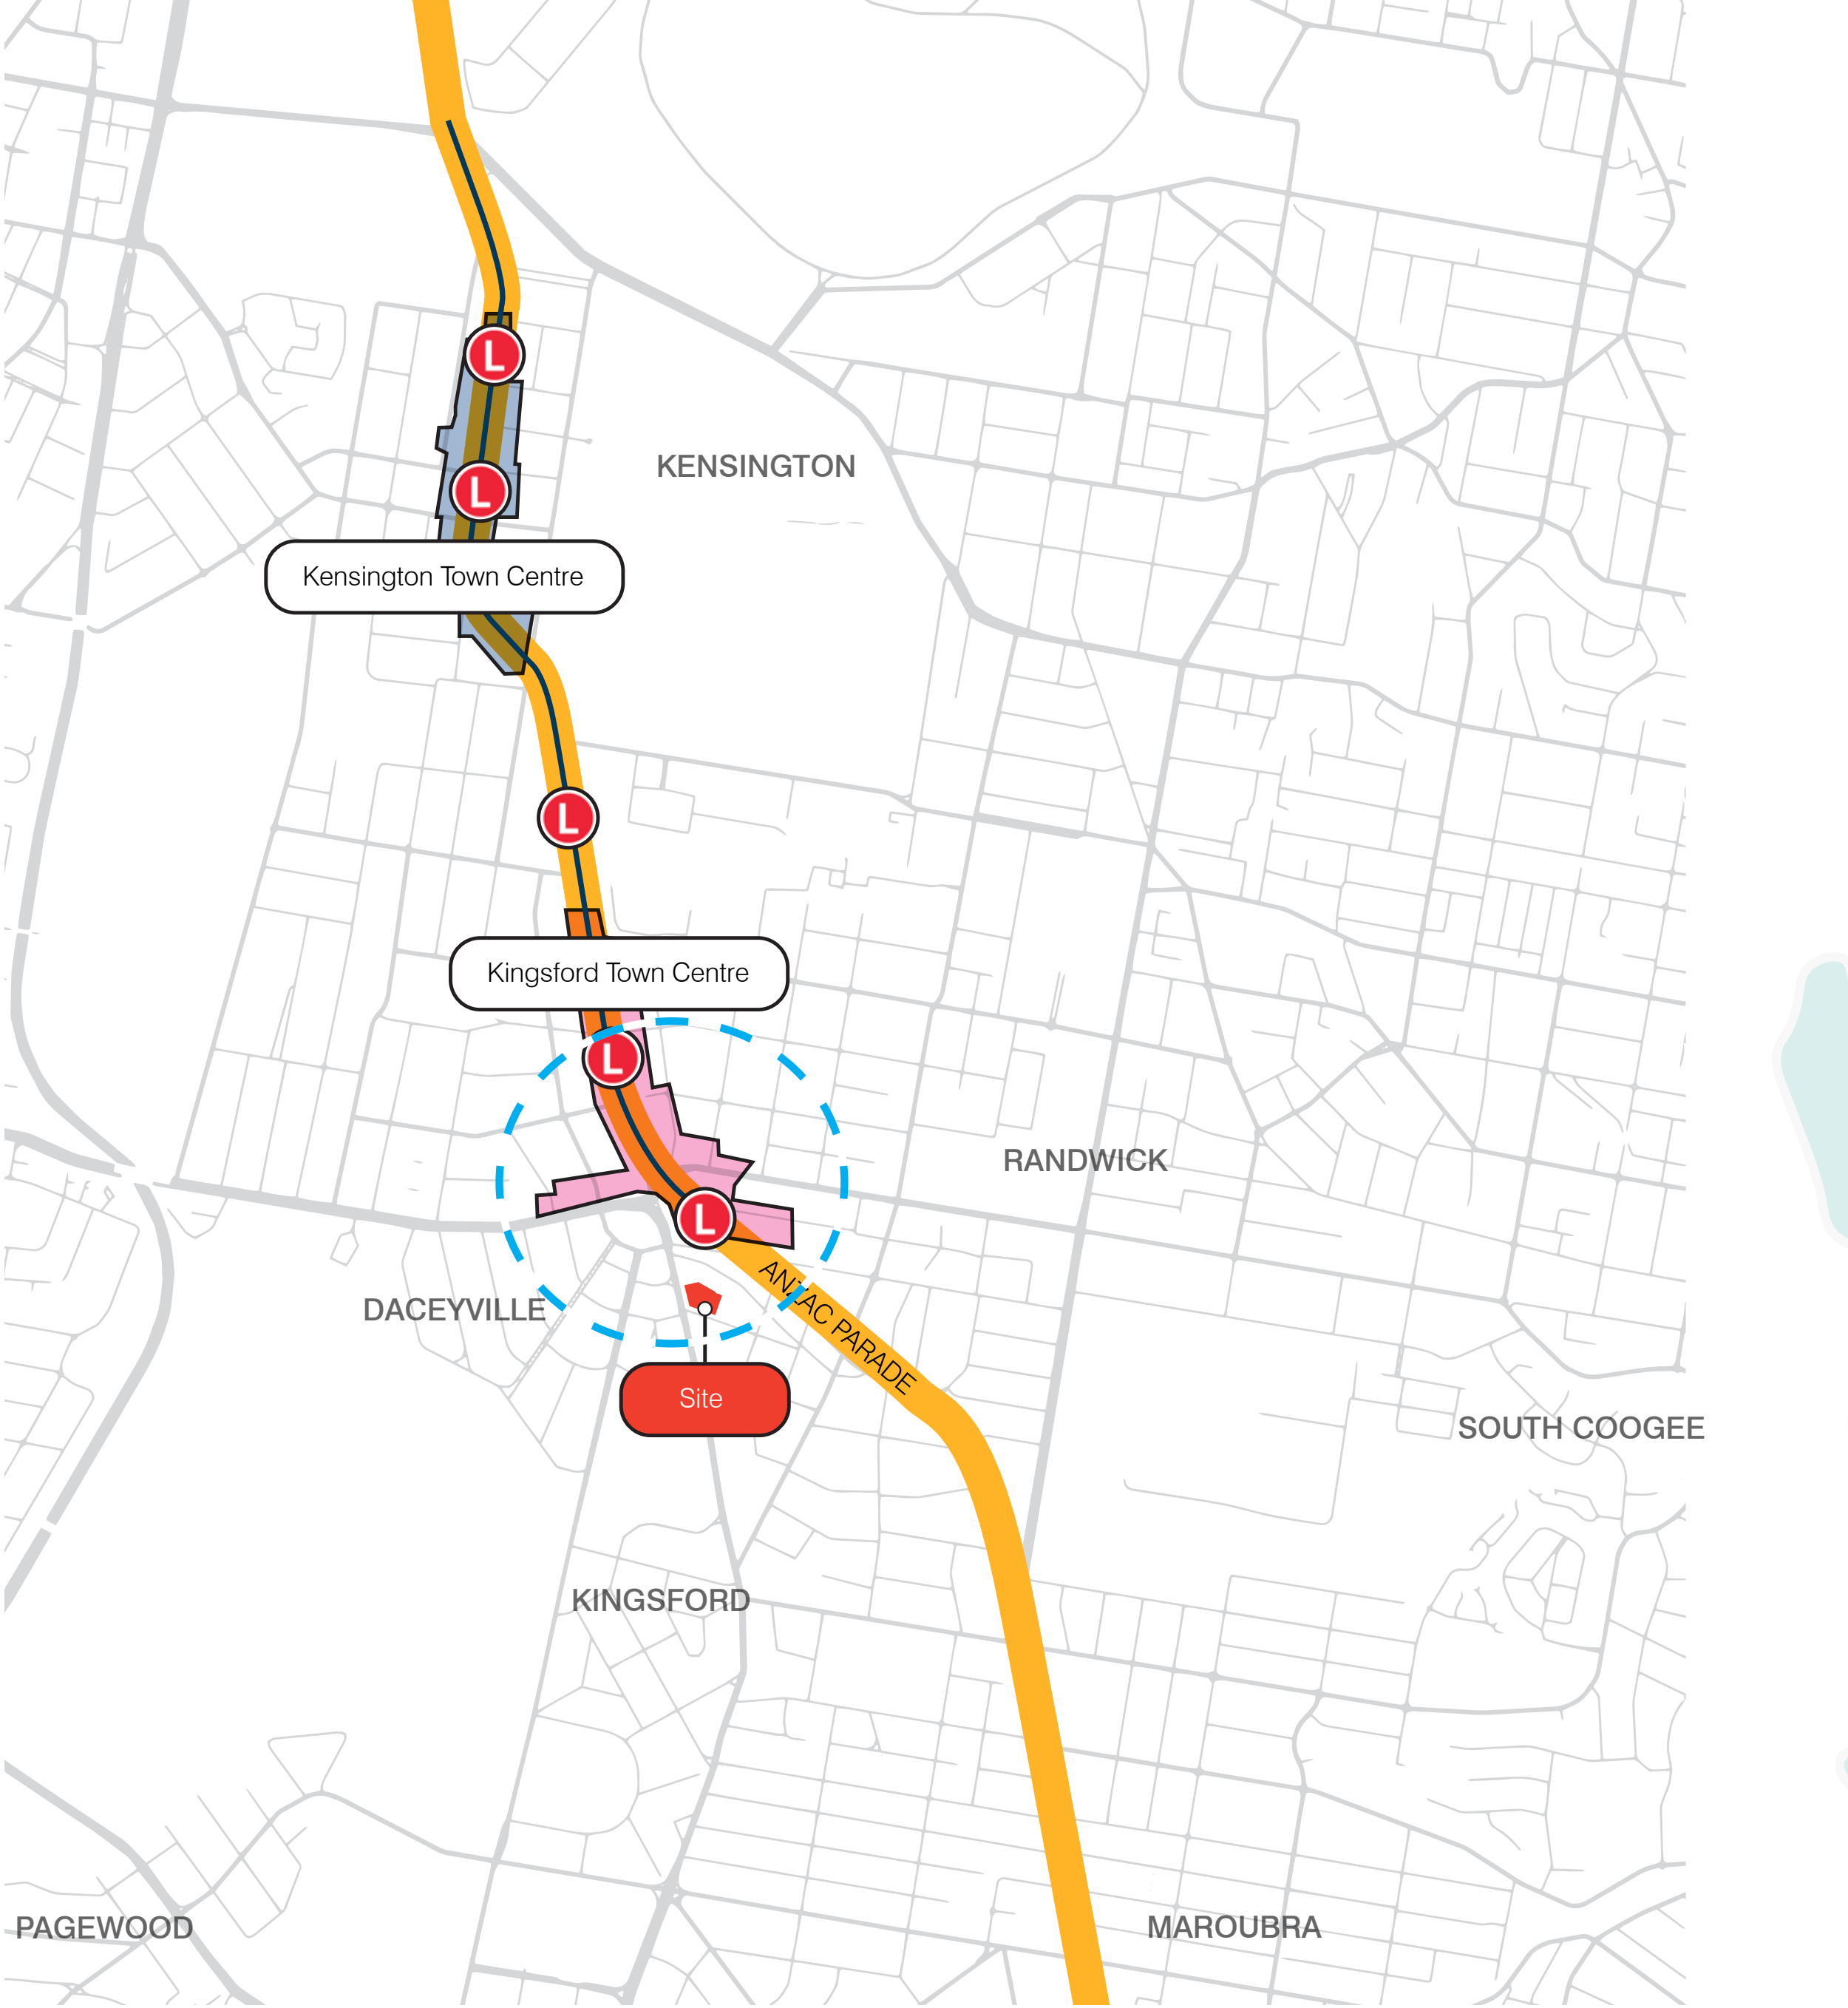 L
KENSINGTON
L
Kensington Town Centre
L
Kingsford Town Centre
L
RANDWICK
L
ANZAC PARADE
DACEYVILLE
Site
SOUTH COOGEE
KINGSFORD
PAGEWOOD
MAROUBRA